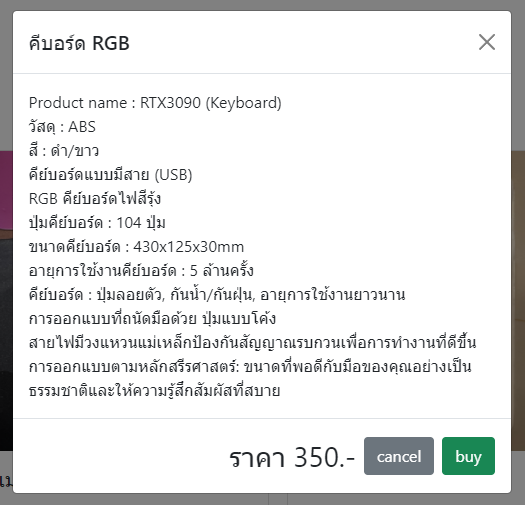 คีบอร์ด RGB
Product name : RTX3090 (Keyboard)
วัสดุ : ABS
สี : ดำ/ขาว
คีย์บอร์ดแบบมีสาย (USB)
RGB คีย์บอร์ดไฟสีรุ้ง
ปุ่มคีย์บอร์ด : 104 ปุ่ม
ขนาดคีย์บอร์ด : 430x125x30mm
อายุการใช้งานคีย์บอร์ด : 5 ล้านครั้ง
คีย์บอร์ด : ปุ่มลอยตัว, กันน้ำ/กันฝุ่น, อายุการใช้งานยาวนาน
การออกแบบที่ถนัดมือด้วย ปุ่มแบบโค้ง
สายไฟมีวงแหวนแม่เหล็กป้องกันสัญญาณรบกวนเพื่อการทำงานที่ดีขึ้น
การออกแบบตามหลักสรีรศาสตร์: ขนาดที่พอดีกับมือของคุณอย่างเป็น
ธรรมชาติและให้ความรู้สึกสัมผัสที่สบาย
ราคา 350.- cancel buy